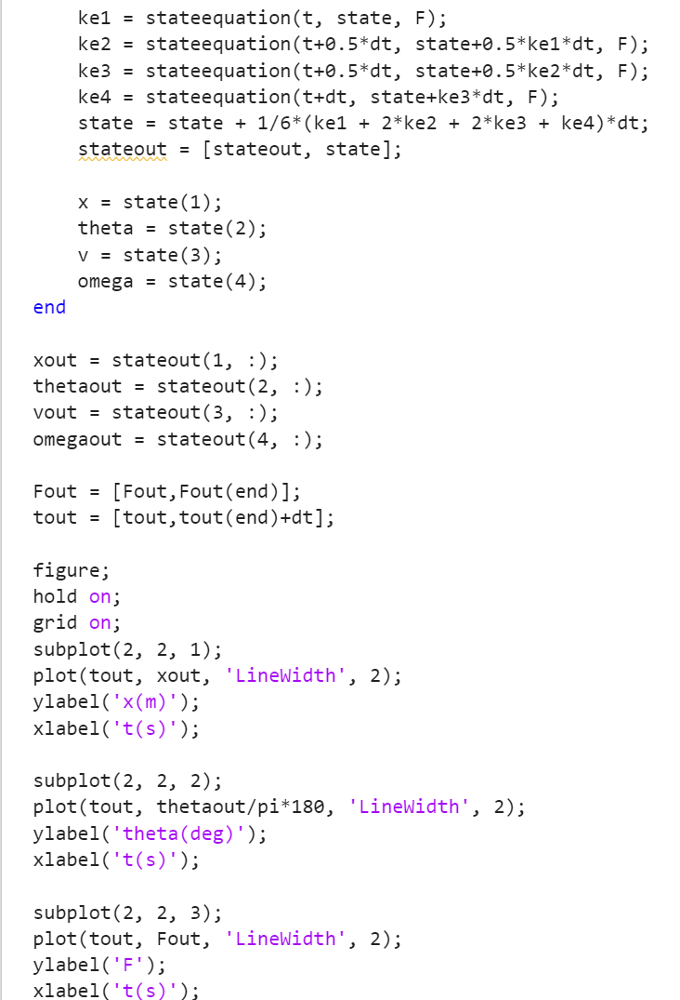 ke1 = stateequation(t, state, F);
ke2 = stateequation(t+0.5*dt, state+0.5*ke1*dt, F);
ke3 = stateequation(t+0.5*dt, state+0.5*ke2*dt, F);
ke4 = stateequation(t+dt, state+ke3*dt, F);
state = state + 1/6*(ke1 + 2*ke2 + 2*ke3 + ke4)*dt;
stateout = [stateout, state];
x = state(1);
theta = state(2);
v = state(3);
omega = state(4);
end
xout = stateout(1, :);
thetaout = stateout(2, :);
vout = stateout(3, :);
omegaout = stateout(4, :);
Fout = [Fout,Fout(end)];
tout = [tout,tout(end)+dt];
figure;
hold on;
grid on;
subplot(2, 2, 1);
plot(tout, xout, 'LineWidth', 2);
ylabel('x(m)');
xlabel('t(s)');
subplot(2, 2, 2);
plot(tout, thetaout/pi*180, 'LineWidth', 2);
ylabel('theta(deg)');
xlabel('t(s)');
subplot(2, 2, 3);
plot(tout, Fout, 'LineWidth', 2);
ylabel('F');
xlabel('t(s)');